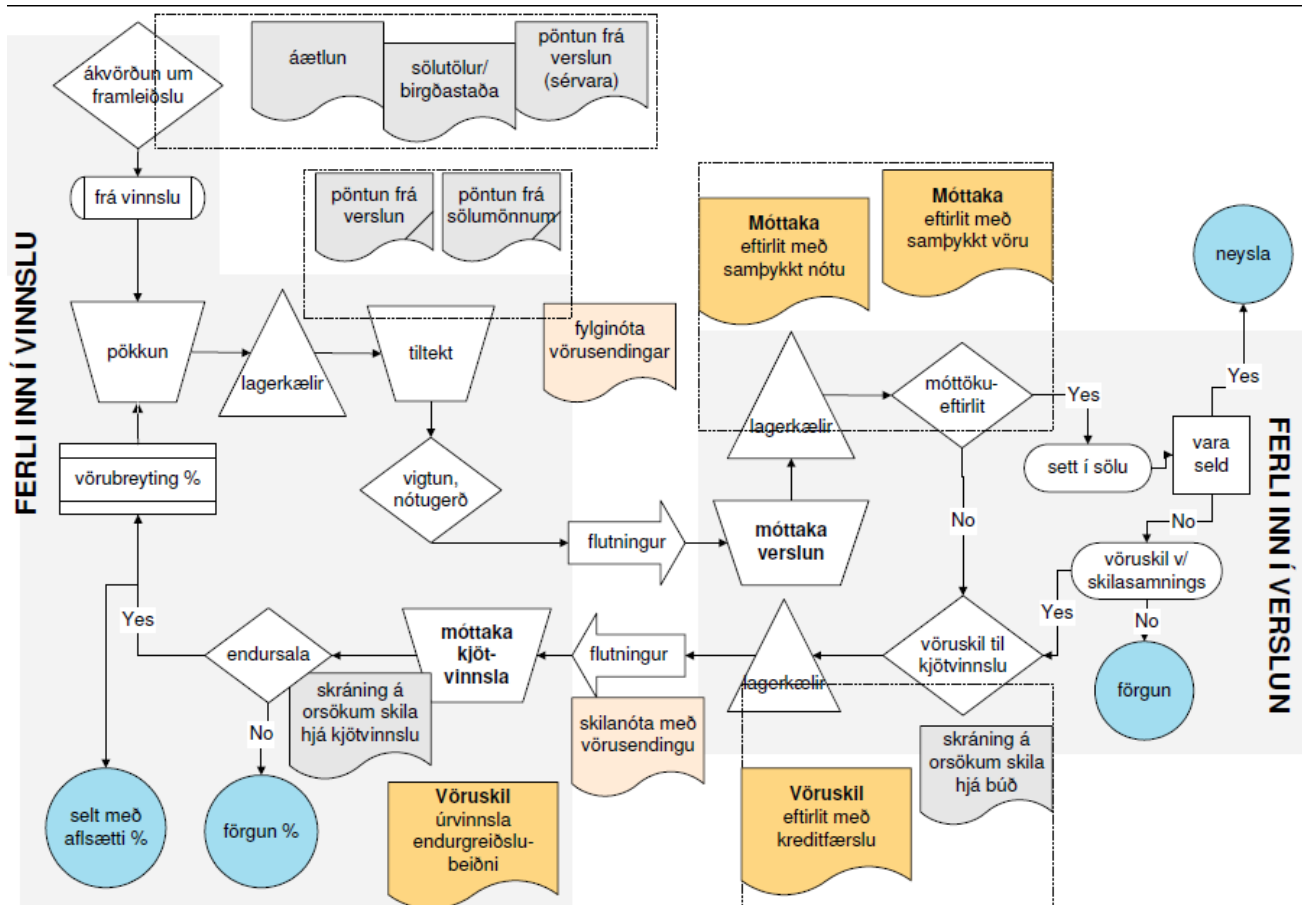 ákvörðun um
framleiðslu
áætlun
sölutölur/
birgðastaða
pöntun frá
verslun
(sérvara)
frá vinnslu
pöntun frá
verslun
pöntun frá
sölumönnum
Móttaka
eftirlit með
samþykkt nótu
Móttaka
eftirlit með
samþykkt vöru
neysla
FERLI INN Í VINNSLU
pökkun
lagerkælir
tiltekt
fylginóta
vörusendingar
lagerkælir
móttöku-
eftirlit
Yes
Yes
sett í sölu
vara
seld
FERLI INN Í VERSLUN
vörubreyting %
vigtun,
nótugerð
flutningur
móttaka
verslun
No
No
vöruskil v/
skilasamnings
Yes
No
förgun
Yes
endursala
móttaka
kjöt-
vinnsla
flutningur
lagerkælir
vöruskil til
kjötvinnslu
No
skráning á
orsökum skila
hjá kjötvinnslu
skilanóta með
vörusendingu
skráning á
orsökum skila
hjá búð
selt með
aflsætti %
förgun %
Vöruskil
úrvinnsla
endurgreiðslu-
beiðni
Vöruskil
eftirlit með
kreditfærslu